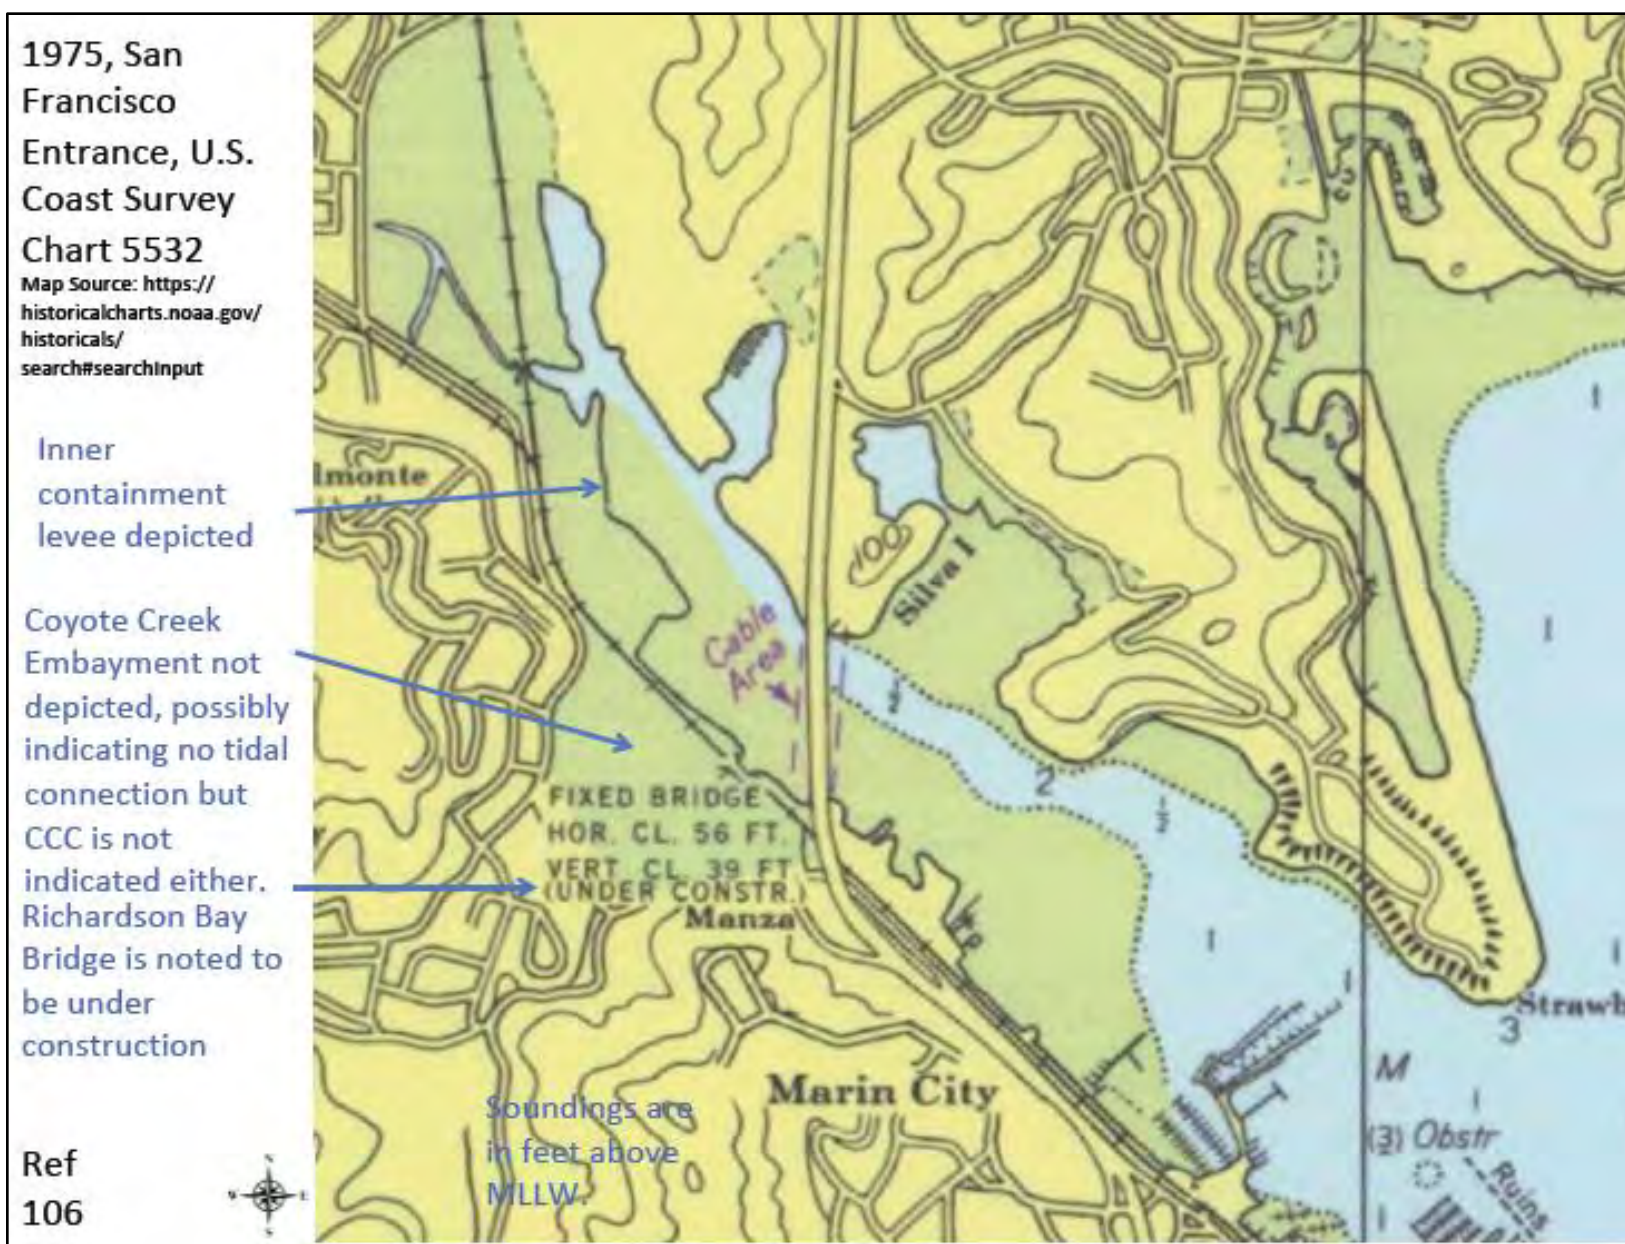 1975, San
Francisco
Entrance, U.S.
Coast Survey
Chart 5532
Map Source: https://
historicalcharts.noaa.gov/
historicals/
search#searchInput
Inner
containment
levee depicted
Coyote Creek
Embayment not
depicted, possibly
indicating no tidal
connection but
CCC is not
indicated either.
Richardson Bay
Bridge is noted to
be under
construction
Ref
106
N
W
E
S
lmonte
100
Silva I
Cable
Area
FIXED BRIDGE
HOR. CL. 56 FT.
VERT. CL. 39 FT
(UNDER CONSTR.)
Manza
Marin City
Soundings are
in feet above
MLLW.
2
1
1
1
1
1
3
Strawb
M
1
(3) Obstr
Ruins
1